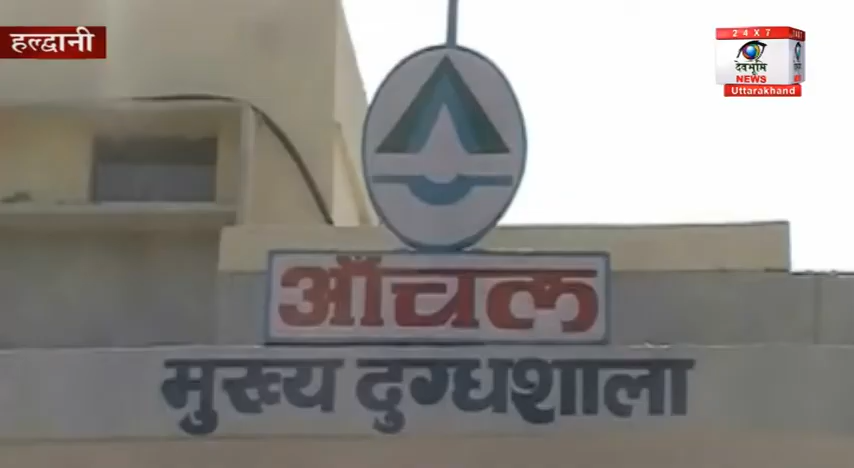 हल्द्वानी
24X7
देवभूमि
NEWS
Uttarakhand
ऑंचल
मुख्य दुग्धशाला